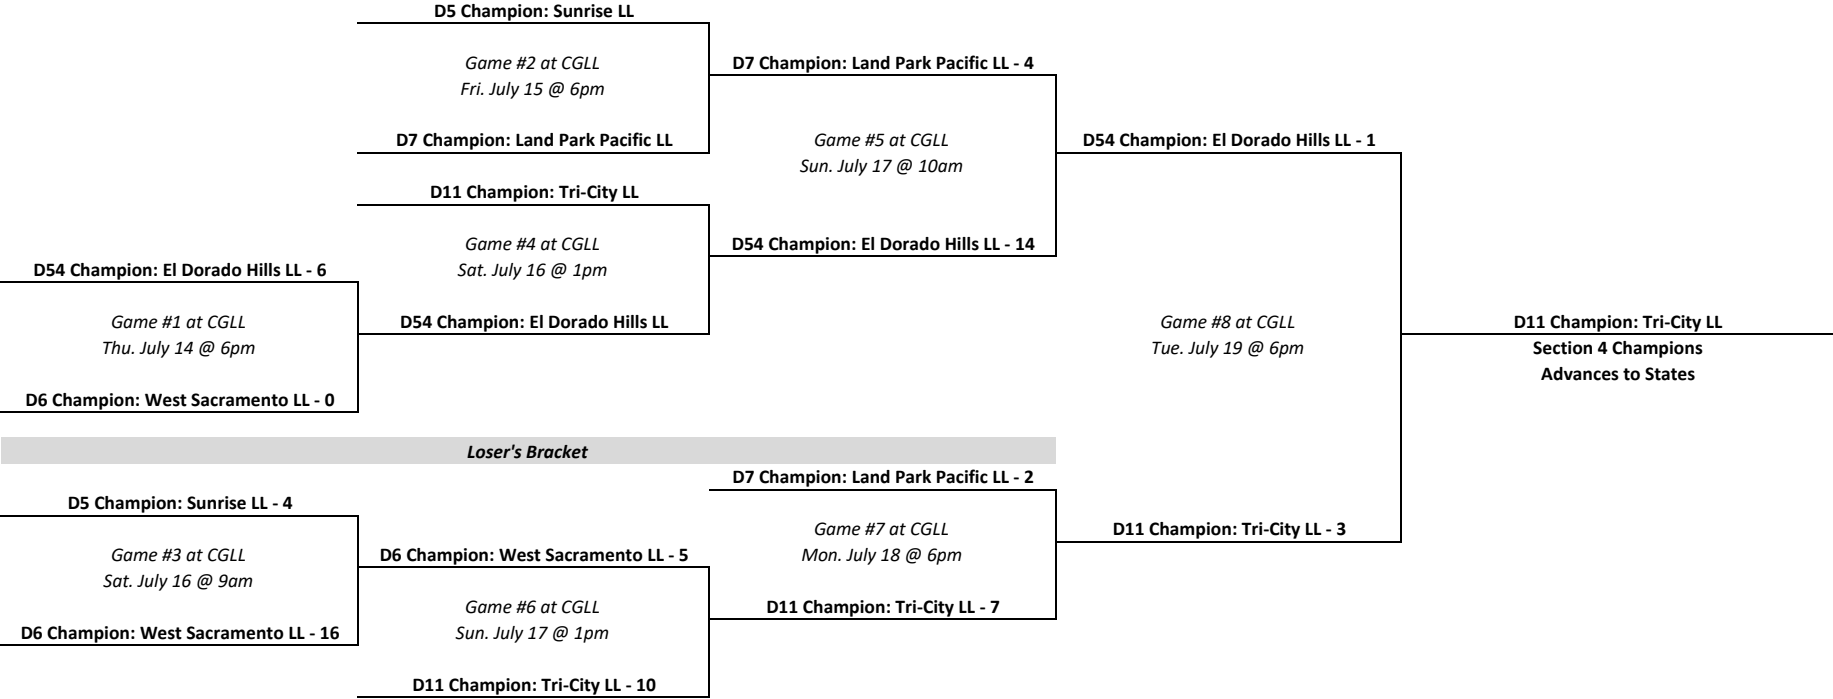 D5 Champion: Sunrise LL
Game #2 at CGLL
Fri. July 15 @ 6pm
D7 Champion: Land Park Pacific LL
D7 Champion: Land Park Pacific LL - 4
Game #5 at CGLL
Sun. July 17 @ 10am
D54 Champion: El Dorado Hills LL - 14
D54 Champion: El Dorado Hills LL - 1
D11 Champion: Tri-City LL
Game #4 at CGLL
Sat. July 16 @ 1pm
D54 Champion: El Dorado Hills LL
D54 Champion: El Dorado Hills LL - 6
Game #1 at CGLL
Thu. July 14 @ 6pm
D6 Champion: West Sacramento LL - 0
Game #8 at CGLL
Tue. July 19 @ 6pm
D11 Champion: Tri-City LL
Section 4 Champions
Advances to States
Loser's Bracket
D5 Champion: Sunrise LL - 4
Game #3 at CGLL
Sat. July 16 @ 9am
D6 Champion: West Sacramento LL - 16
D6 Champion: West Sacramento LL - 5
Game #6 at CGLL
Sun. July 17 @ 1pm
D11 Champion: Tri-City LL - 10
D7 Champion: Land Park Pacific LL - 2
Game #7 at CGLL
Mon. July 18 @ 6pm
D11 Champion: Tri-City LL - 7
D11 Champion: Tri-City LL - 3